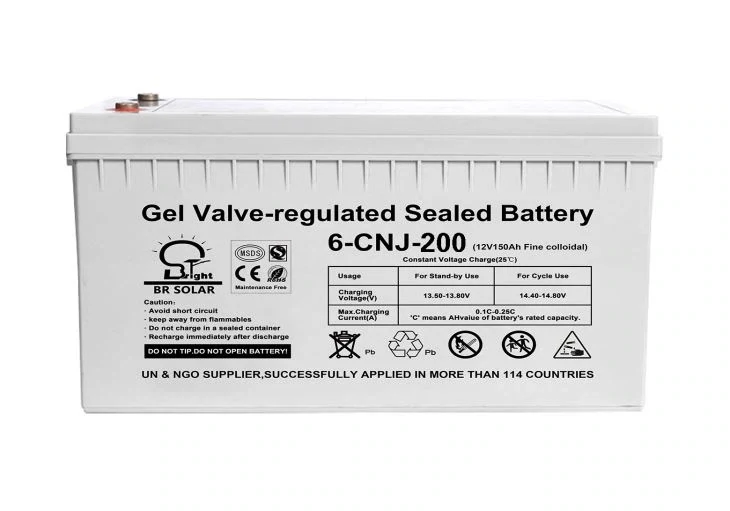 Gel Valve-regulated Sealed Battery
6-CNJ-200 (12V150Ah Fine colloidal)
Constant Voltage Charge(25℃)
Bright
BR SOLAR
MSDS
CE
RoHS
Maintenance Free
Caution:
· Avoid short circuit
· keep away from flammables
· Do not charge in a sealed container
· Recharge immediately after discharge
DO NOT TIP.DO NOT OPEN BATTERY!
Usage For Stand-by Use For Cycle Use
Charging Voltage(V) 13.50-13.80V 14.40-14.80V
Max.Charging Current(A) 0.1C-0.25C
"C" means AHvalue of battery's rated capacity.
Pb Pb
UN & NGO SUPPLIER,SUCCESSFULLY APPLIED IN MORE THAN 114 COUNTRIES